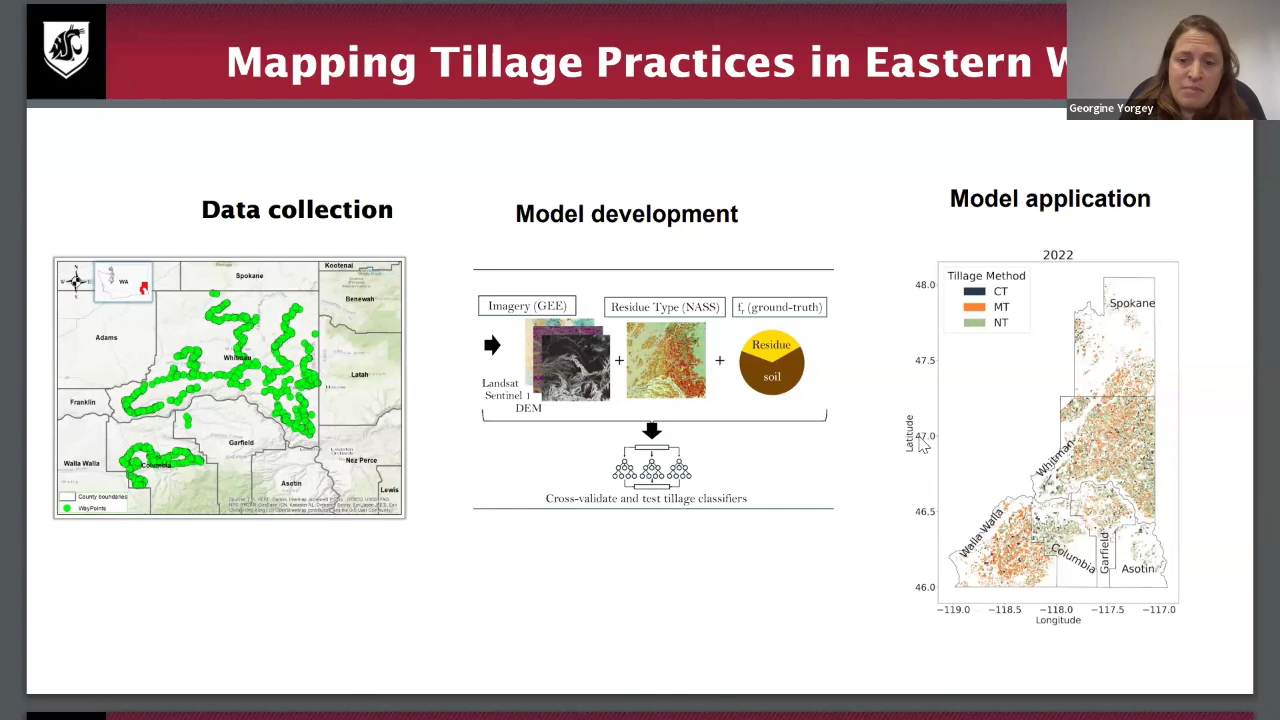 Mapping Tillage Practices in Eastern W
Georgine Yorgey
Data collection
Kootenai
WA
Spokane
Benewah
Adams
Whitman
Latah
Franklin
Garfield
Walla Walla
Columbia
Nez Perce
Asotin
Lewis
County boundaries
WayPoints
Model development
Imagery (GEE)
Residue Type (NASS)
fr (ground-truth)
Residue
soil
+
+
Landsat
Sentinel 1
DEM
Cross-validate and test tillage classifiers
Model application
2022
Tillage Method
CT
MT
NT
48.0
47.5
47.0
46.5
46.0
Latitude
Spokane
Whitman
Walla Walla
Columbia
Garfield
Asotin
−119.0 −118.5 −118.0 −117.5 −117.0
Longitude